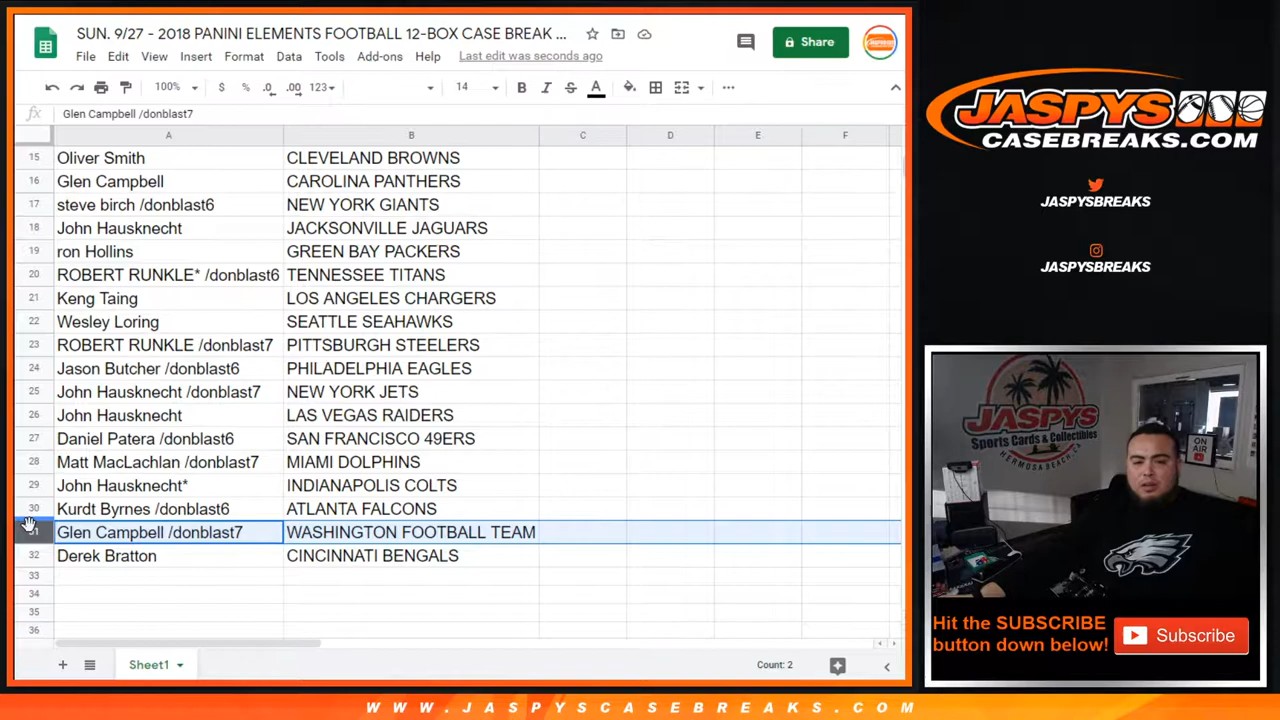 SUN. 9/27 - 2018 PANINI ELEMENTS FOOTBALL 12-BOX CASE BREAK ...
File Edit View Insert Format Data Tools Add-ons Help Last edit was seconds ago
Share
100% $ % .0 .00 123 14 B I S A
fx Glen Campbell /donblast7
A B C D E F
15 Oliver Smith CLEVELAND BROWNS
16 Glen Campbell CAROLINA PANTHERS
17 steve birch /donblast6 NEW YORK GIANTS
18 John Hausknecht JACKSONVILLE JAGUARS
19 ron Hollins GREEN BAY PACKERS
20 ROBERT RUNKLE* /donblast6 TENNESSEE TITANS
21 Keng Taing LOS ANGELES CHARGERS
22 Wesley Loring SEATTLE SEAHAWKS
23 ROBERT RUNKLE /donblast7 PITTSBURGH STEELERS
24 Jason Butcher /donblast6 PHILADELPHIA EAGLES
25 John Hausknecht /donblast7 NEW YORK JETS
26 John Hausknecht LAS VEGAS RAIDERS
27 Daniel Patera /donblast6 SAN FRANCISCO 49ERS
28 Matt MacLachlan /donblast7 MIAMI DOLPHINS
29 John Hausknecht* INDIANAPOLIS COLTS
30 Kurdt Byrnes /donblast6 ATLANTA FALCONS
31 Glen Campbell /donblast7 WASHINGTON FOOTBALL TEAM
32 Derek Bratton CINCINNATI BENGALS
33
34
35
36
Sheet1 Count: 2
JASPYS
CASEBREAKS.COM
JASPYSBREAKS
JASPYSBREAKS
JASPYS
Sports Cards & Collectibles
HERMOSA BEACH, CA
ON AIR
Hit the SUBSCRIBE
button down below!
Subscribe
WWW.JASPYSCASEBREAKS.COM